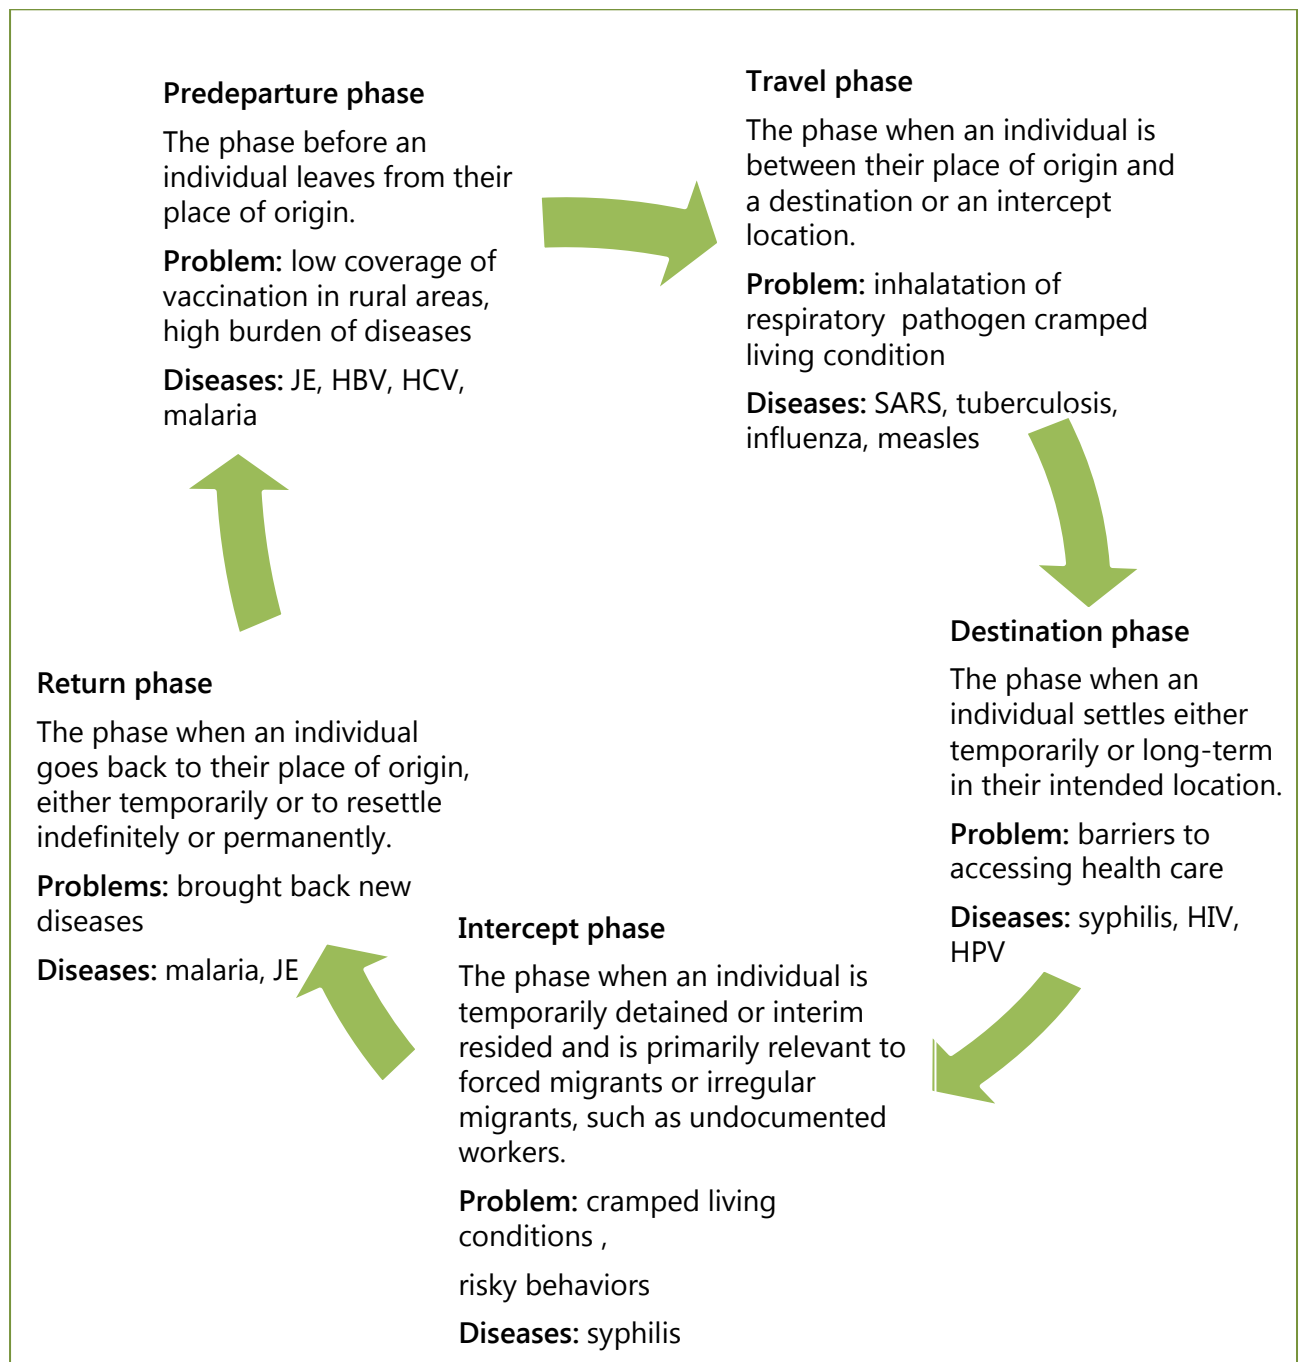 Predeparture phase
The phase before an
individual leaves from their
place of origin.
Problem: low coverage of
vaccination in rural areas,
high burden of diseases
Diseases: JE, HBV, HCV,
malaria
Travel phase
The phase when an individual is
between their place of origin and
a destination or an intercept
location.
Problem: inhalatation of
respiratory  pathogen cramped
living condition
Diseases: SARS, tuberculosis,
influenza, measles
Destination phase
The phase when an
individual settles either
temporarily or long-term
in their intended location.
Problem: barriers to
accessing health care
Diseases: syphilis, HIV,
HPV
Intercept phase
The phase when an individual is
temporarily detained or interim
resided and is primarily relevant to
forced migrants or irregular
migrants, such as undocumented
workers.
Problem: cramped living
conditions ,
risky behaviors
Diseases: syphilis
Return phase
The phase when an individual
goes back to their place of origin,
either temporarily or to resettle
indefinitely or permanently.
Problems: brought back new
diseases
Diseases: malaria, JE